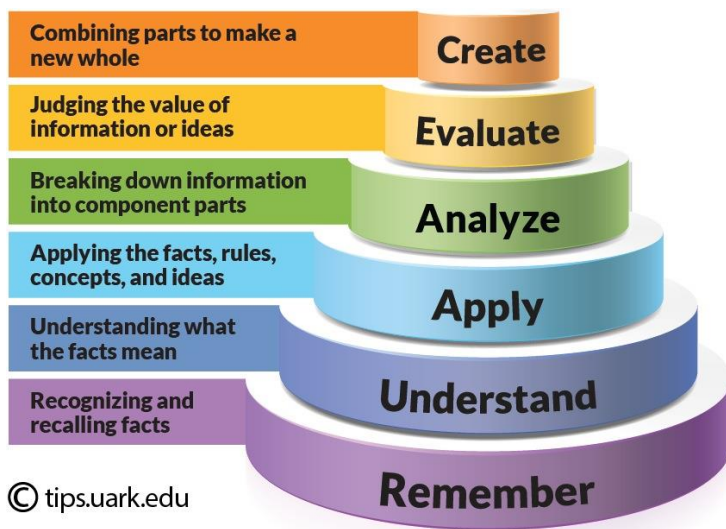 Combining parts to make a
new whole
Create
Judging the value of
information or ideas
Evaluate
Breaking down information
into component parts
Analyze
Applying the facts, rules,
concepts, and ideas
Apply
Understanding what
the facts mean
Understand
Recognizing and
recalling facts
Remember
© tips.uark.edu